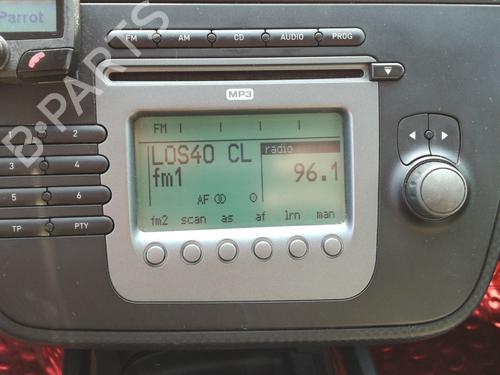 Parrot
FM AM CD AUDIO PROG
MP3
1 2
3 4
5 6
TP PTY
FM
LOS40 CL radio
fm1 96.1
AF
fm2 scan as af lrn man
B-PARTS